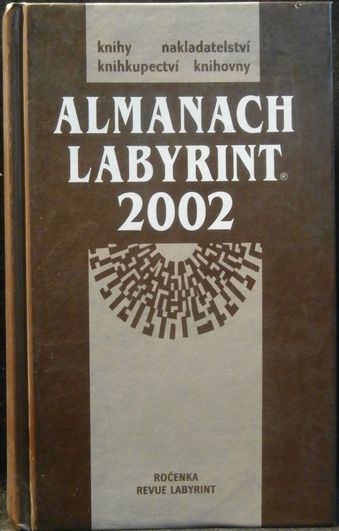 knihy nakladatelství
knihkupectví knihovny
ALMANACH
LABYRINT®
2002
ROČENKA
REVUE LABYRINT